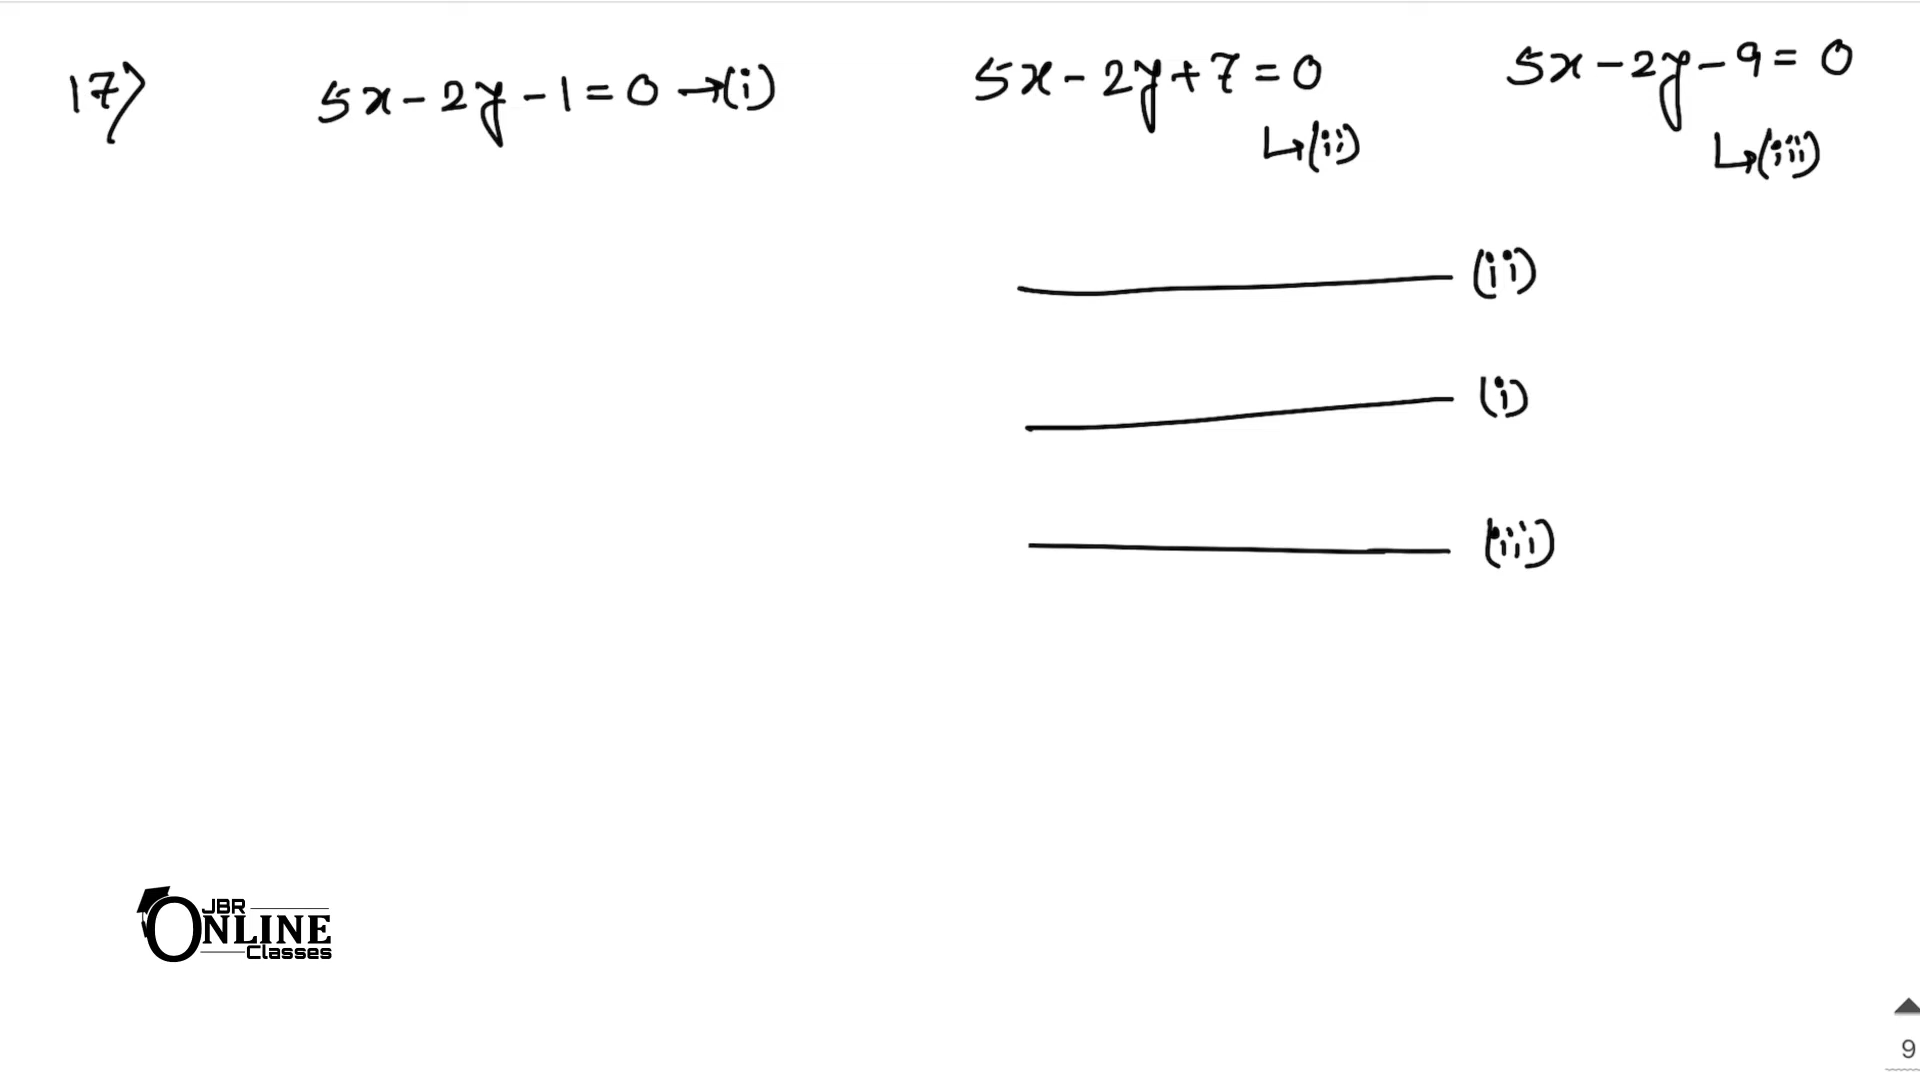 17) 5x - 2y - 1 = 0 →(i) 5x - 2y + 7 = 0 5x - 2y - 9 = 0
↳(ii) ↳(iii)
(ii)
(i)
(iii)
JBR
ONLINE
Classes
9